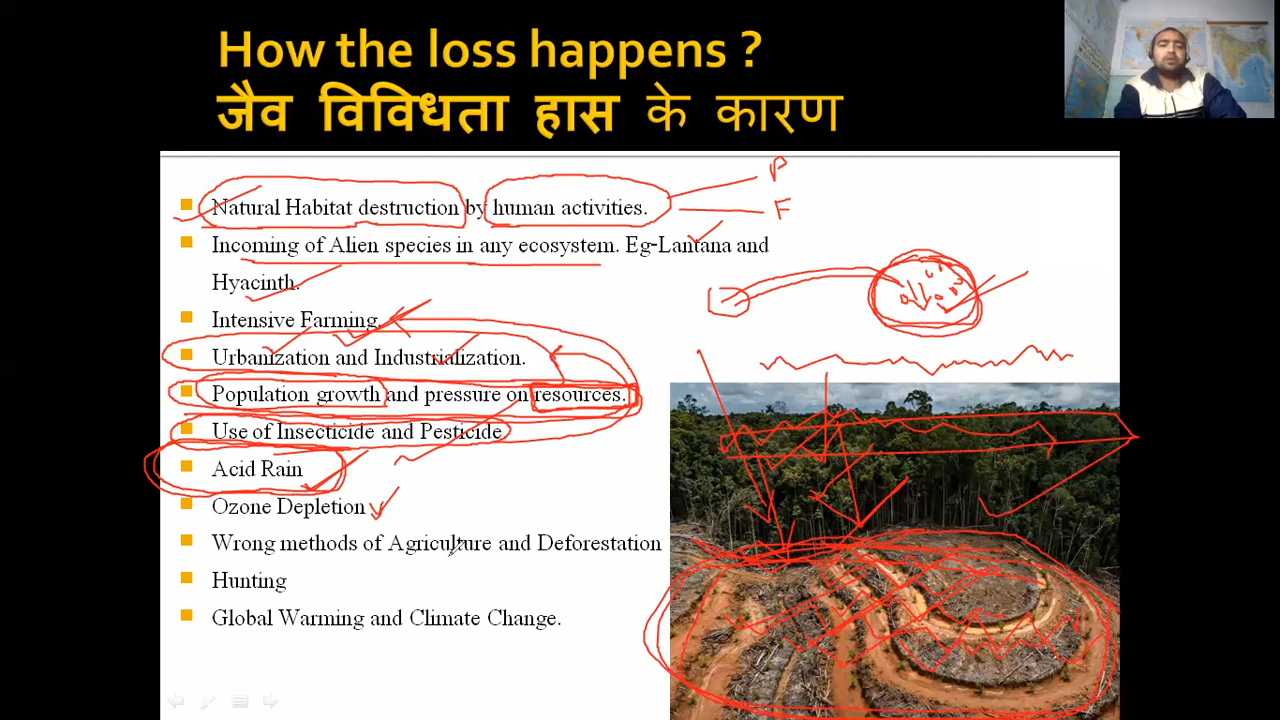 How the loss happens ?
जैव विविधता हास के कारण
Natural Habitat destruction by human activities.
P
F
Incoming of Alien species in any ecosystem. Eg-Lantana and
Hyacinth.
Intensive Farming.
Urbanization and Industrialization.
Population growth and pressure on resources.
Use of Insecticide and Pesticide
Acid Rain
Ozone Depletion
Wrong methods of Agriculture and Deforestation
Hunting
Global Warming and Climate Change.